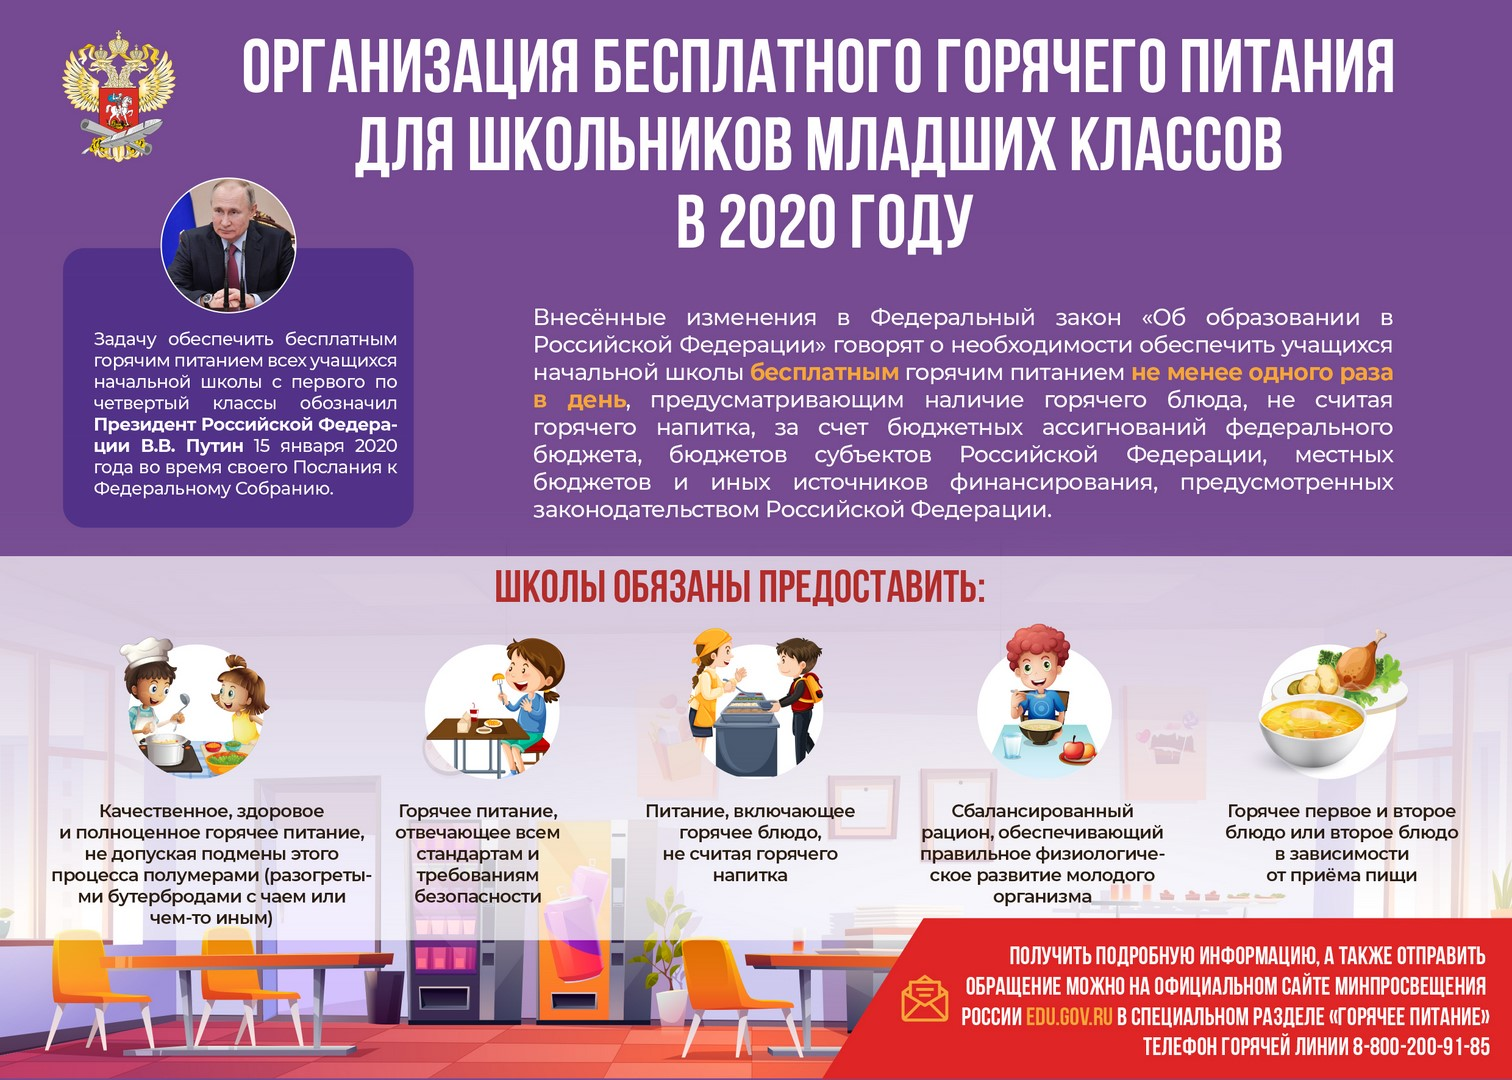 ОРГАНИЗАЦИЯ БЕСПЛАТНОГО ГОРЯЧЕГО ПИТАНИЯ
ДЛЯ ШКОЛЬНИКОВ МЛАДШИХ КЛАССОВ
В 2020 ГОДУ
Задачу обеспечить бесплатным
горячим питанием всех учащихся
начальной школы с первого по
четвертый классы обозначил
Президент Российской Федера-
ции В.В. Путин 15 января 2020
года во время своего Послания к
Федеральному Собранию.
Внесённые изменения в Федеральный закон «Об образовании в
Российской Федерации» говорят о необходимости обеспечить учащихся
начальной школы бесплатным горячим питанием не менее одного раза
в день, предусматривающим наличие горячего блюда, не считая
горячего напитка, за счет бюджетных ассигнований федерального
бюджета, бюджетов субъектов Российской Федерации, местных
бюджетов и иных источников финансирования, предусмотренных
законодательством Российской Федерации.
ШКОЛЫ ОБЯЗАНЫ ПРЕДОСТАВИТЬ:
Качественное, здоровое
и полноценное горячее питание,
не допуская подмены этого
процесса полумерами (разогреты-
ми бутербродами с чаем или
чем-то иным)
Горячее питание,
отвечающее всем
стандартам и
требованиям
безопасности
Питание, включающее
горячее блюдо,
не считая горячего
напитка
Сбалансированный
рацион, обеспечивающий
правильное физиологиче-
ское развитие молодого
организма
Горячее первое и второе
блюдо или второе блюдо
в зависимости
от приёма пищи
ПОЛУЧИТЬ ПОДРОБНУЮ ИНФОРМАЦИЮ, А ТАКЖЕ ОТПРАВИТЬ
ОБРАЩЕНИЕ МОЖНО НА ОФИЦИАЛЬНОМ САЙТЕ МИНПРОСВЕЩЕНИЯ
РОССИИ EDU.GOV.RU В СПЕЦИАЛЬНОМ РАЗДЕЛЕ «ГОРЯЧЕЕ ПИТАНИЕ»
ТЕЛЕФОН ГОРЯЧЕЙ ЛИНИИ 8-800-200-91-85